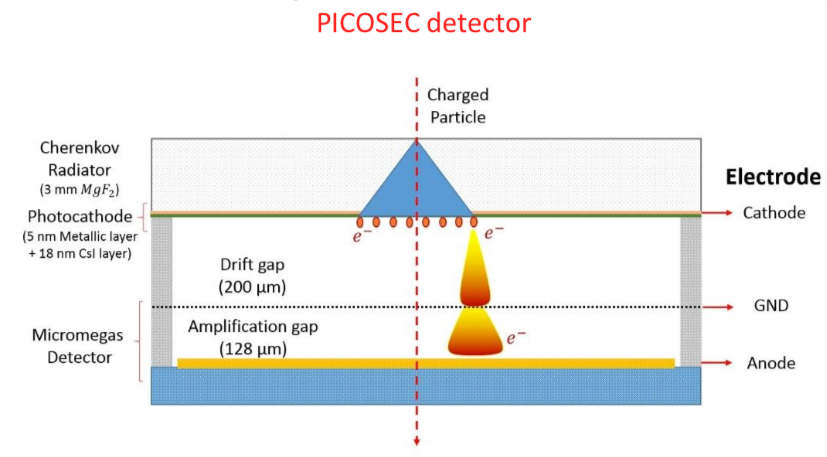 PICOSEC detector
Charged
Particle
Cherenkov
Radiator
(3 mm MgF₂)
Electrode
Photocathode
(5 nm Metallic layer
+ 18 nm CsI layer)
Cathode
e⁻
e⁻
Drift gap
(200 µm)
GND
Micromegas
Detector
Amplification gap
(128 µm)
e⁻
Anode